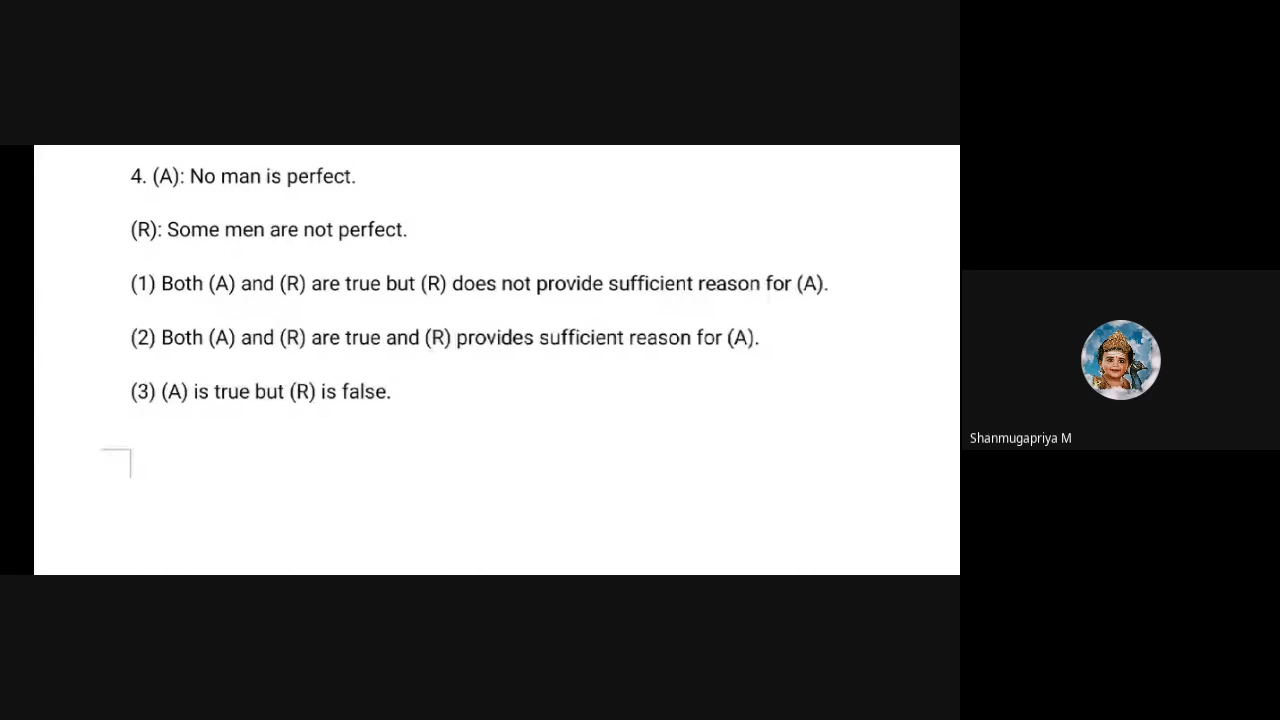 4. (A): No man is perfect.
(R): Some men are not perfect.
(1) Both (A) and (R) are true but (R) does not provide sufficient reason for (A).
(2) Both (A) and (R) are true and (R) provides sufficient reason for (A).
(3) (A) is true but (R) is false.
Shanmugapriya M